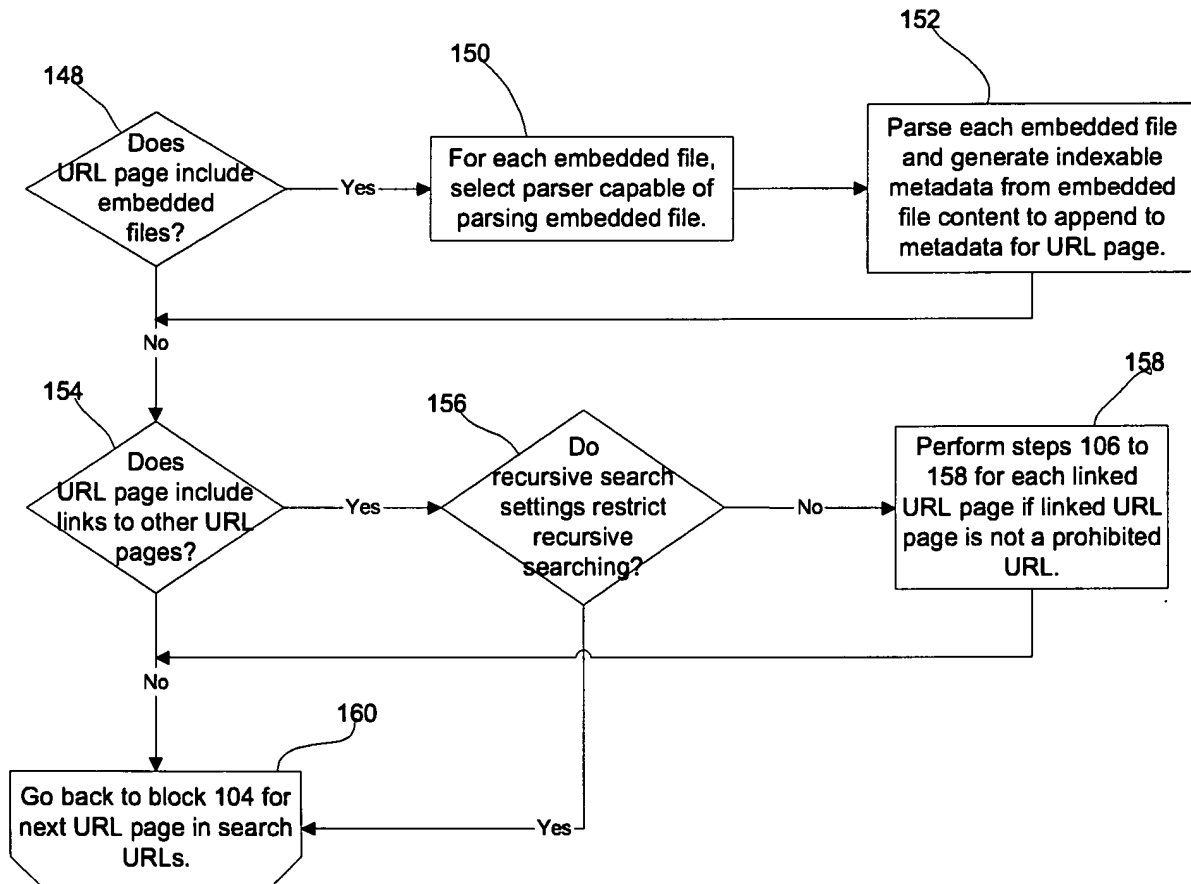 148
Does
URL page include
embedded
files?
Yes
150
For each embedded file,
select parser capable of
parsing embedded file.
152
Parse each embedded file
and generate indexable
metadata from embedded
file content to append to
metadata for URL page.
No
154
Does
URL page include
links to other URL
pages?
Yes
156
Do
recursive search
settings restrict
recursive
searching?
No
158
Perform steps 106 to
158 for each linked
URL page if linked URL
page is not a prohibited
URL.
No
160
Go back to block 104 for
next URL page in search
URLs.
Yes